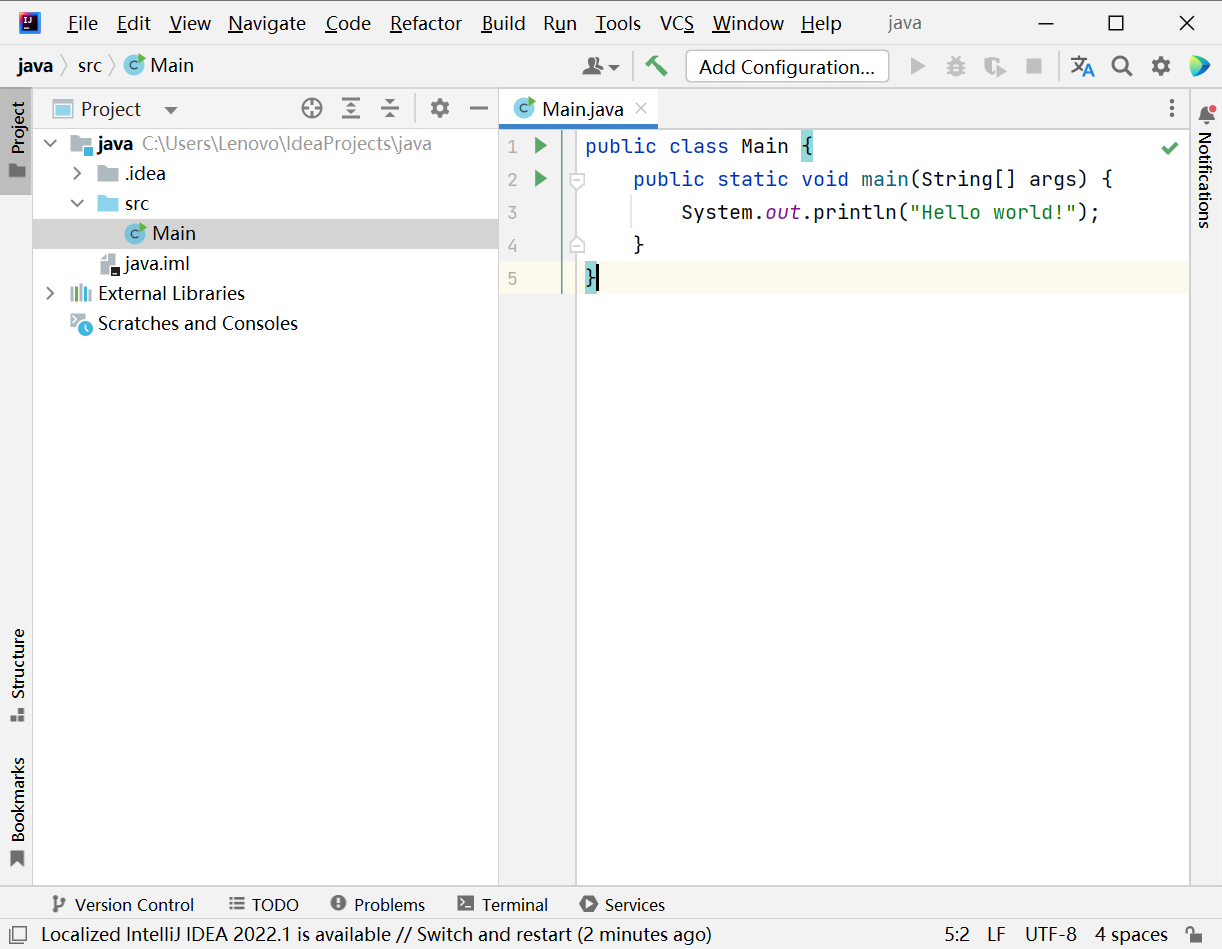 File Edit View Navigate Code Refactor Build Run Tools VCS Window Help java
java src Main Add Configuration...
Project
Project
Main.java
Notifications
java C:\Users\Lenovo\IdeaProjects\java
.idea
src
Main
java.iml
External Libraries
Scratches and Consoles
1 public class Main {
2 public static void main(String[] args) {
3 System.out.println("Hello world!");
4 }
5 }
Structure
Bookmarks
Version Control TODO Problems Terminal Services
Localized IntelliJ IDEA 2022.1 is available // Switch and restart (2 minutes ago) 5:2 LF UTF-8 4 spaces